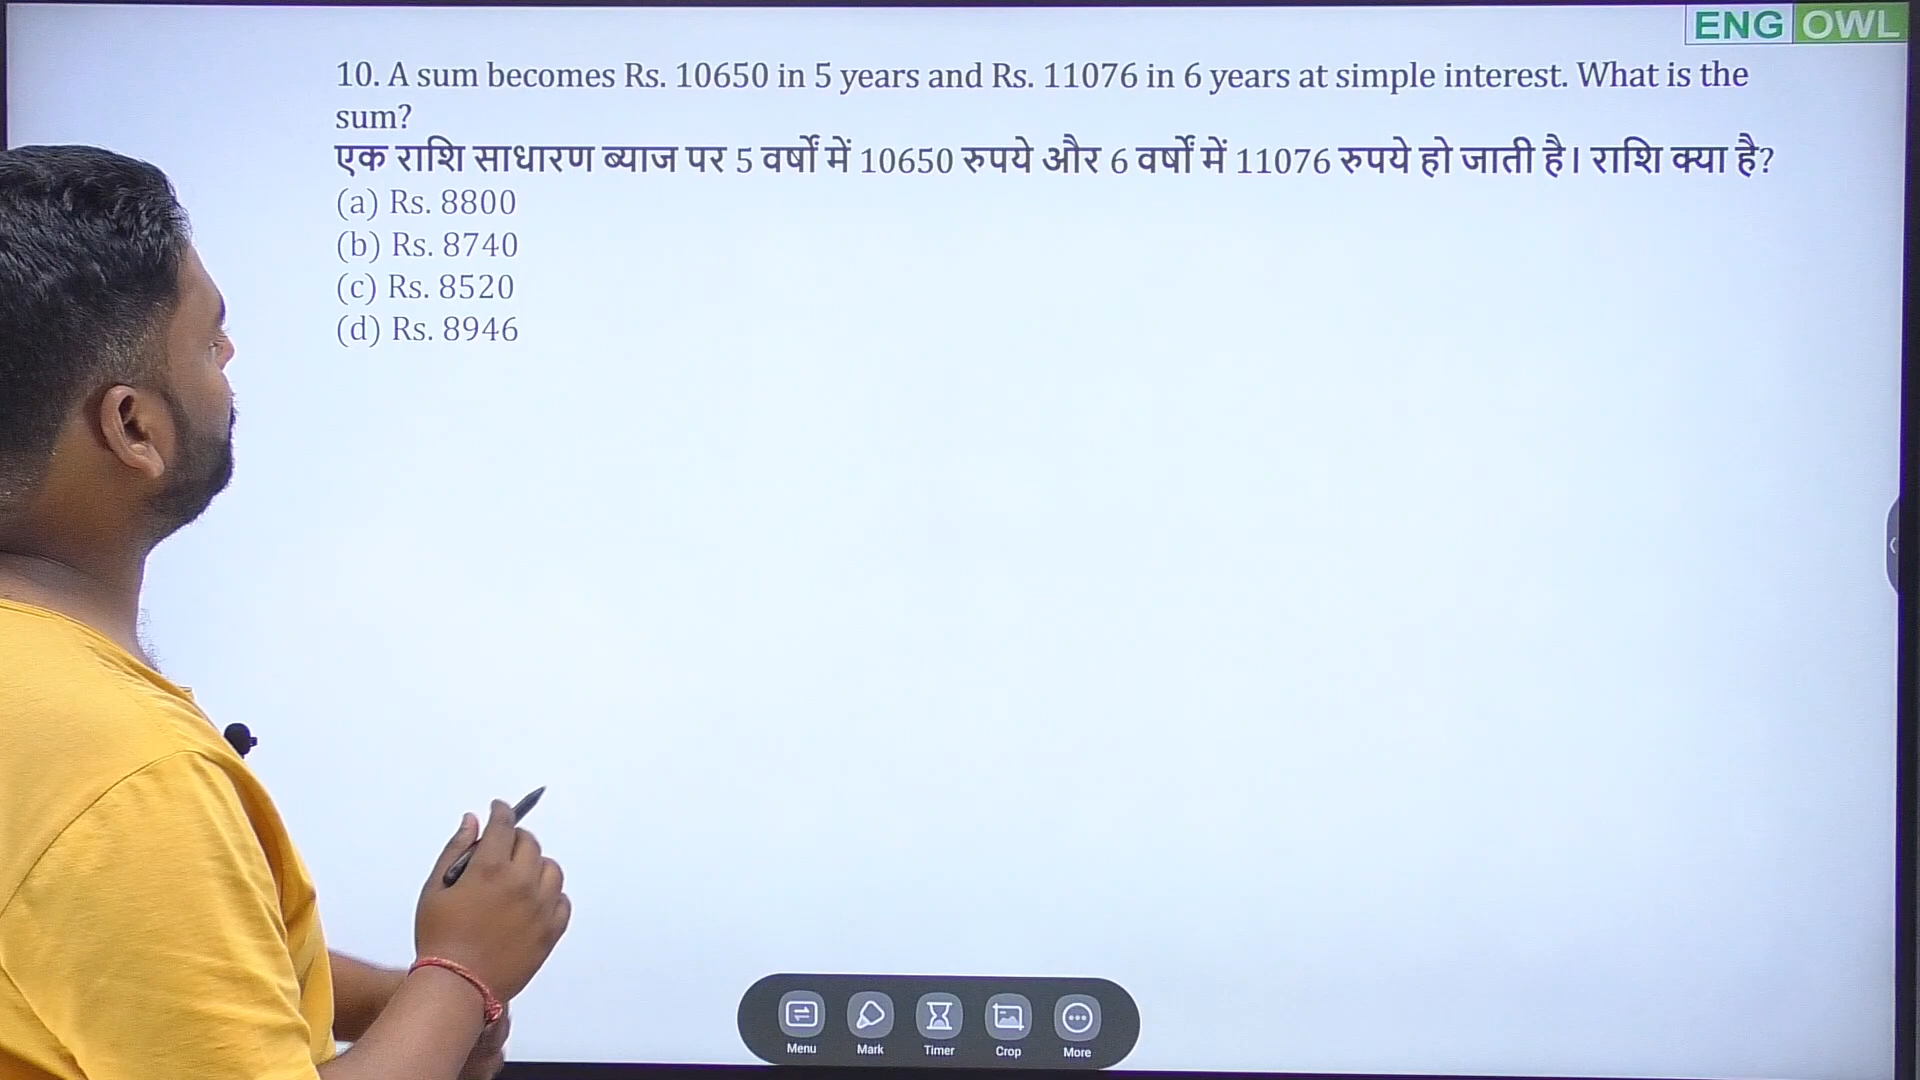 ENG OWL
10. A sum becomes Rs. 10650 in 5 years and Rs. 11076 in 6 years at simple interest. What is the
sum?
एक राशि साधारण ब्याज पर 5 वर्षों में 10650 रुपये और 6 वर्षों में 11076 रुपये हो जाती है। राशि क्या है?
(a) Rs. 8800
(b) Rs. 8740
(c) Rs. 8520
(d) Rs. 8946
Menu Mark Timer Crop More